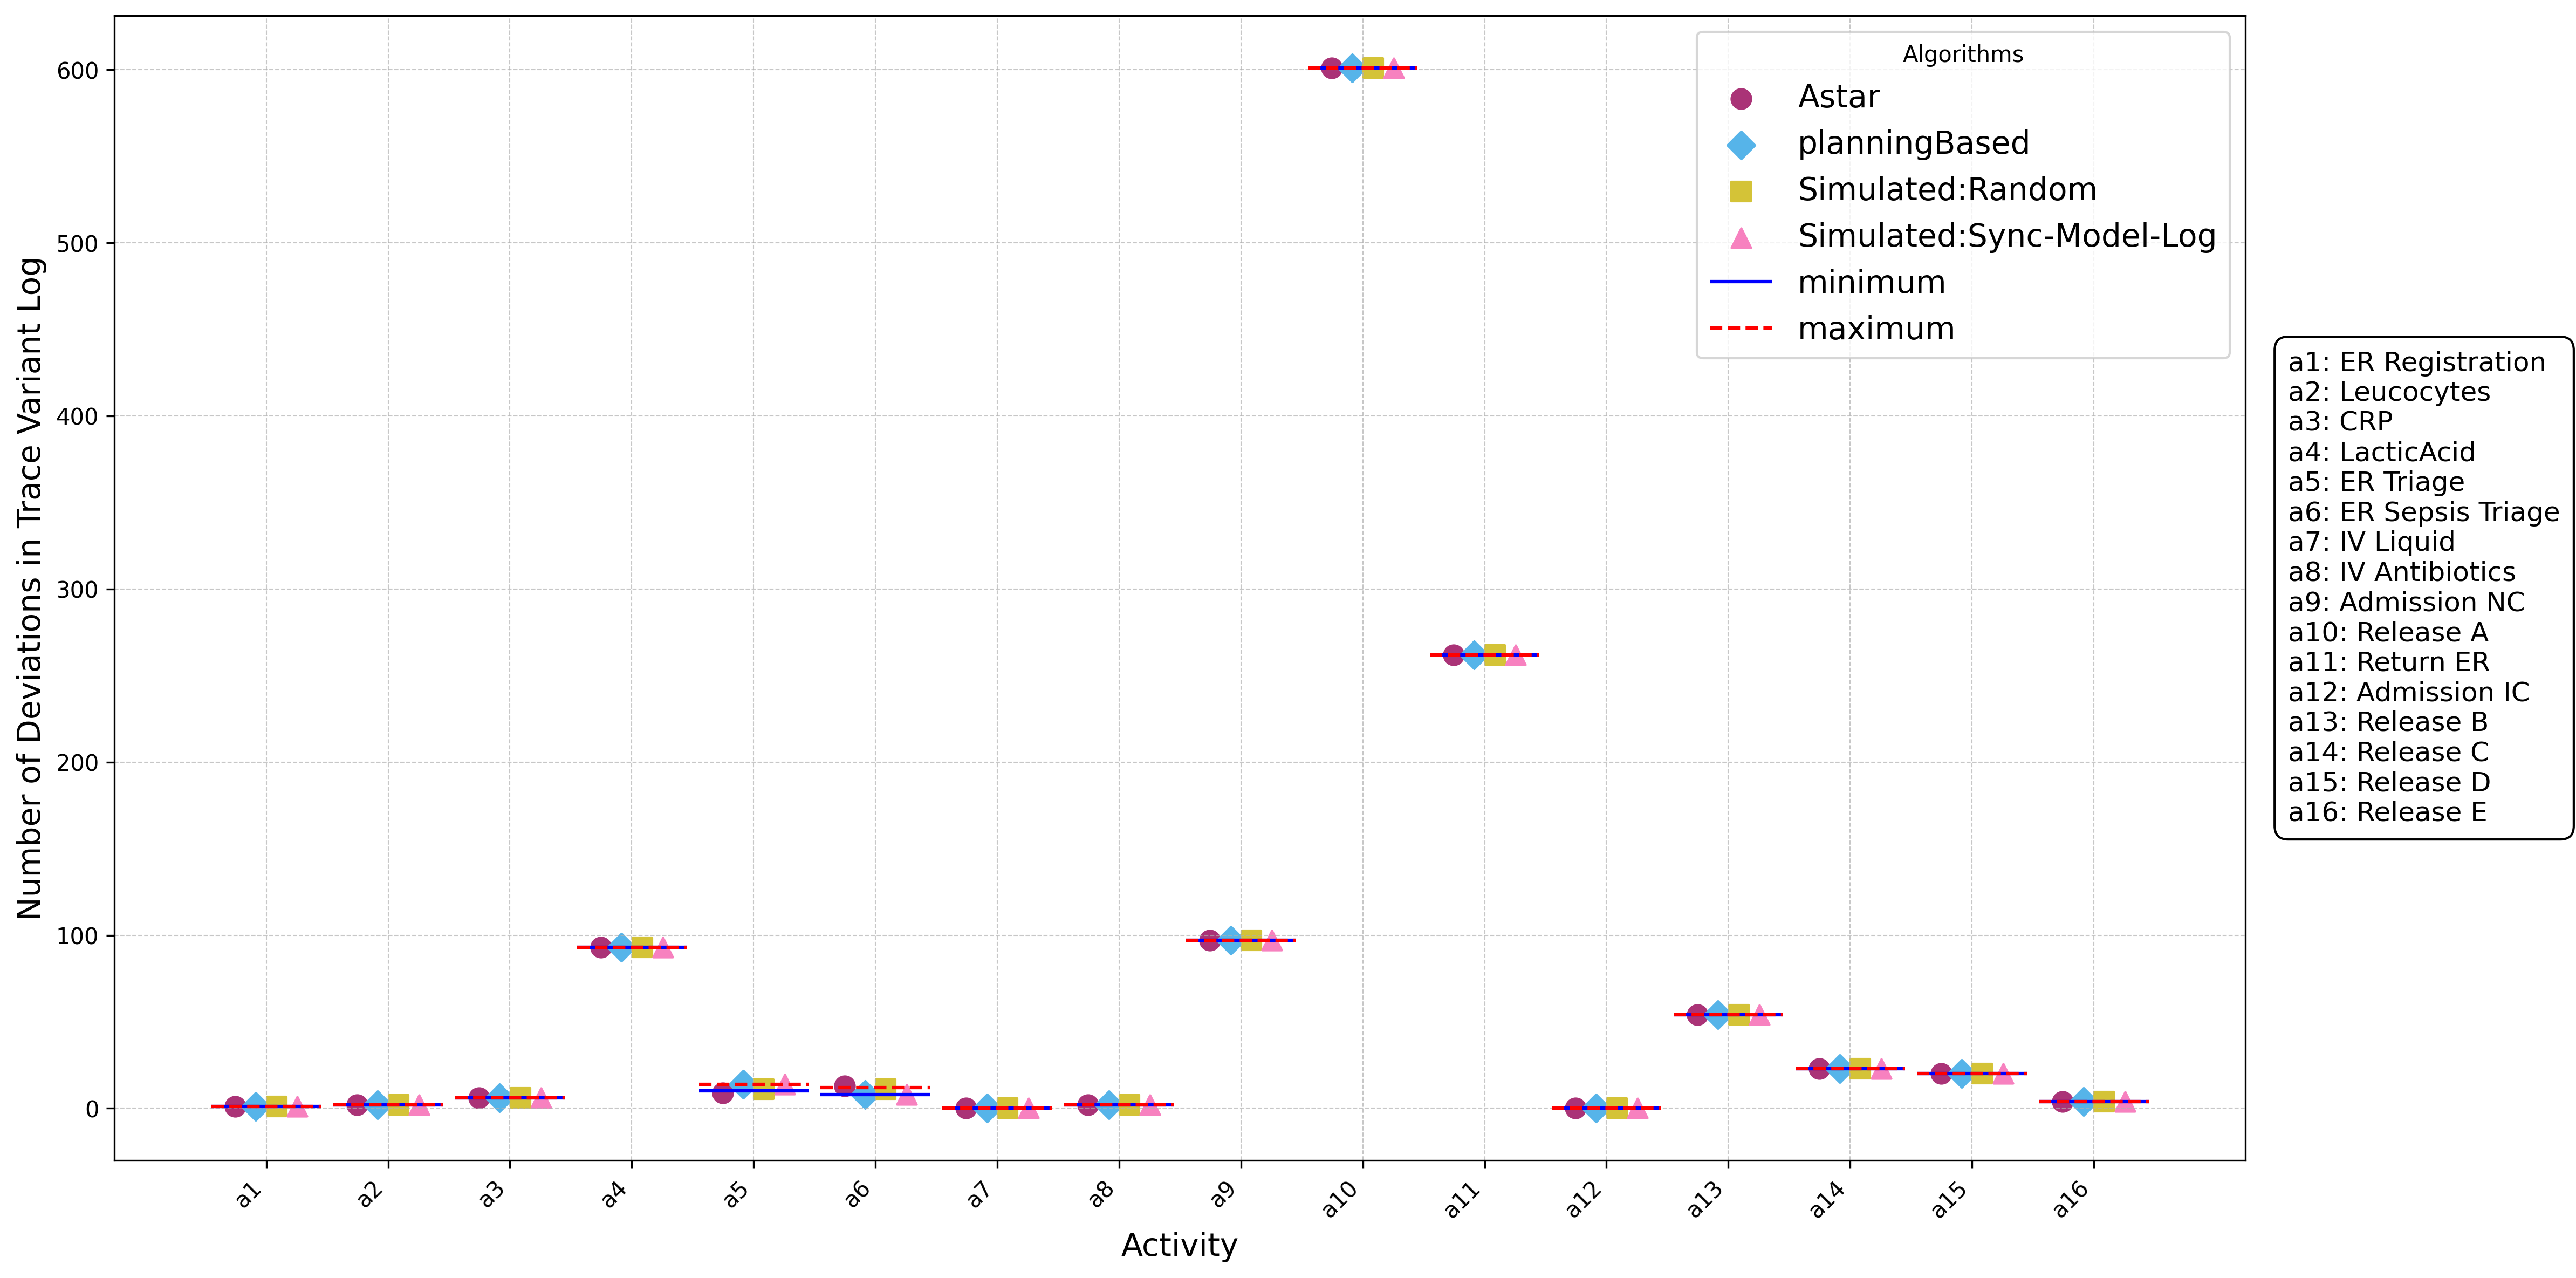 Number of Deviations in Trace Variant Log
600
500
400
300
200
100
0
a1
a2
a3
a4
a5
a6
a7
a8
a9
a10
a11
a12
a13
a14
a15
a16
Activity
Algorithms
Astar
planningBased
Simulated:Random
Simulated:Sync-Model-Log
minimum
maximum
a1: ER Registration
a2: Leucocytes
a3: CRP
a4: LacticAcid
a5: ER Triage
a6: ER Sepsis Triage
a7: IV Liquid
a8: IV Antibiotics
a9: Admission NC
a10: Release A
a11: Return ER
a12: Admission IC
a13: Release B
a14: Release C
a15: Release D
a16: Release E